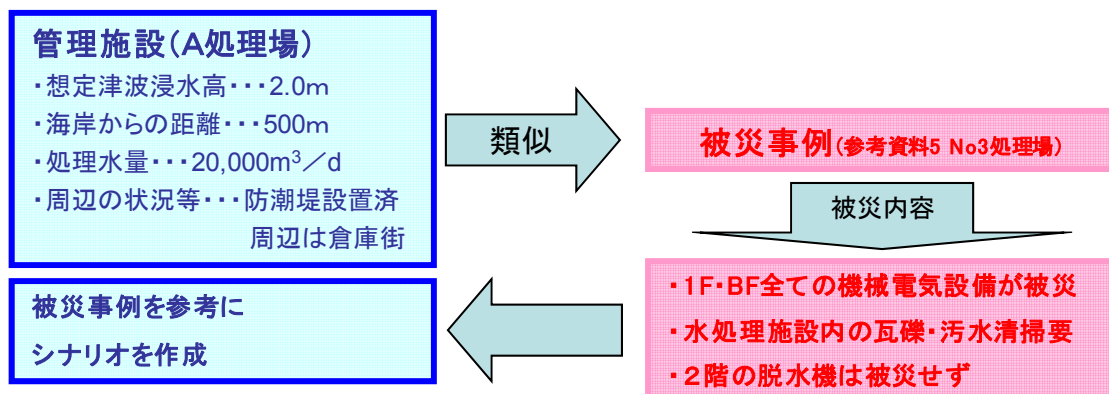 管理施設(A処理場)
・想定津波浸水高・・・2.0m
・海岸からの距離・・・500m
・処理水量・・・20,000m³／d
・周辺の状況等・・・防潮堤設置済
周辺は倉庫街
類似
被災事例(参考資料5 No3処理場)
被災内容
・1F・BF全ての機械電気設備が被災
・水処理施設内の瓦礫・汚水清掃要
・２階の脱水機は被災せず
被災事例を参考に
シナリオを作成